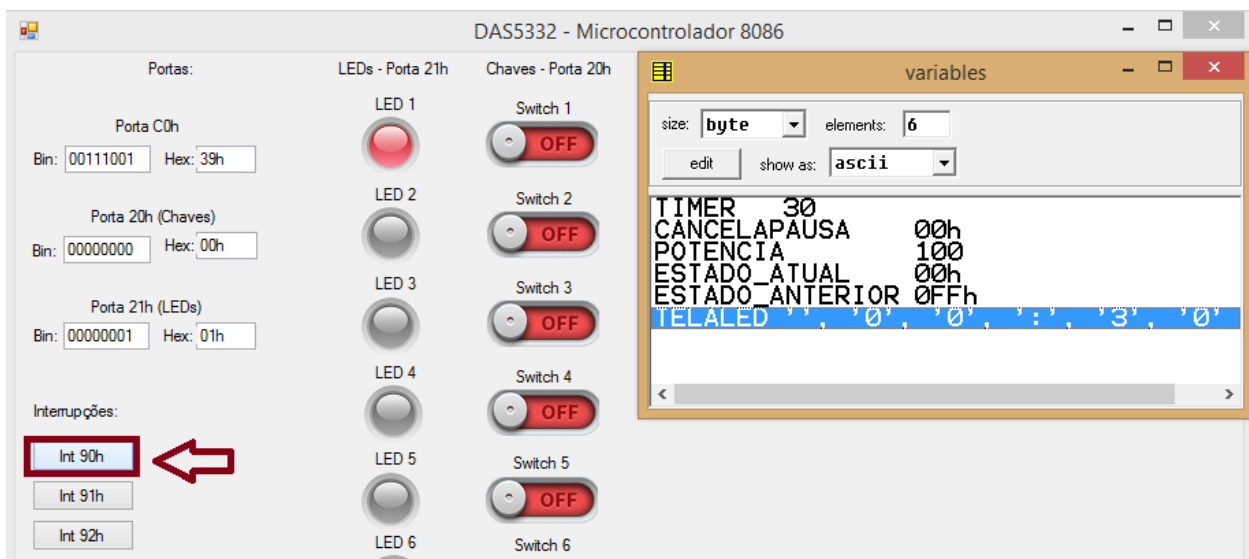 DAS5332 - Microcontrolador 8086
Portas:
LEDs - Porta 21h
Chaves - Porta 20h
Porta C0h
Bin: 00111001 Hex: 39h
Porta 20h (Chaves)
Bin: 00000000 Hex: 00h
Porta 21h (LEDs)
Bin: 00000001 Hex: 01h
Interrupções:
Int 90h
Int 91h
Int 92h
LED 1
LED 2
LED 3
LED 4
LED 5
LED 6
Switch 1
OFF
Switch 2
OFF
Switch 3
OFF
Switch 4
OFF
Switch 5
OFF
Switch 6
variables
size: byte elements: 6
edit show as: ascii
TIMER 30
CANCELAPAUSA 00h
POTENCIA 100
ESTADO_ATUAL 00h
ESTADO_ANTERIOR 0FFh
TELALED '', '0', '0', ':', '3', '0'